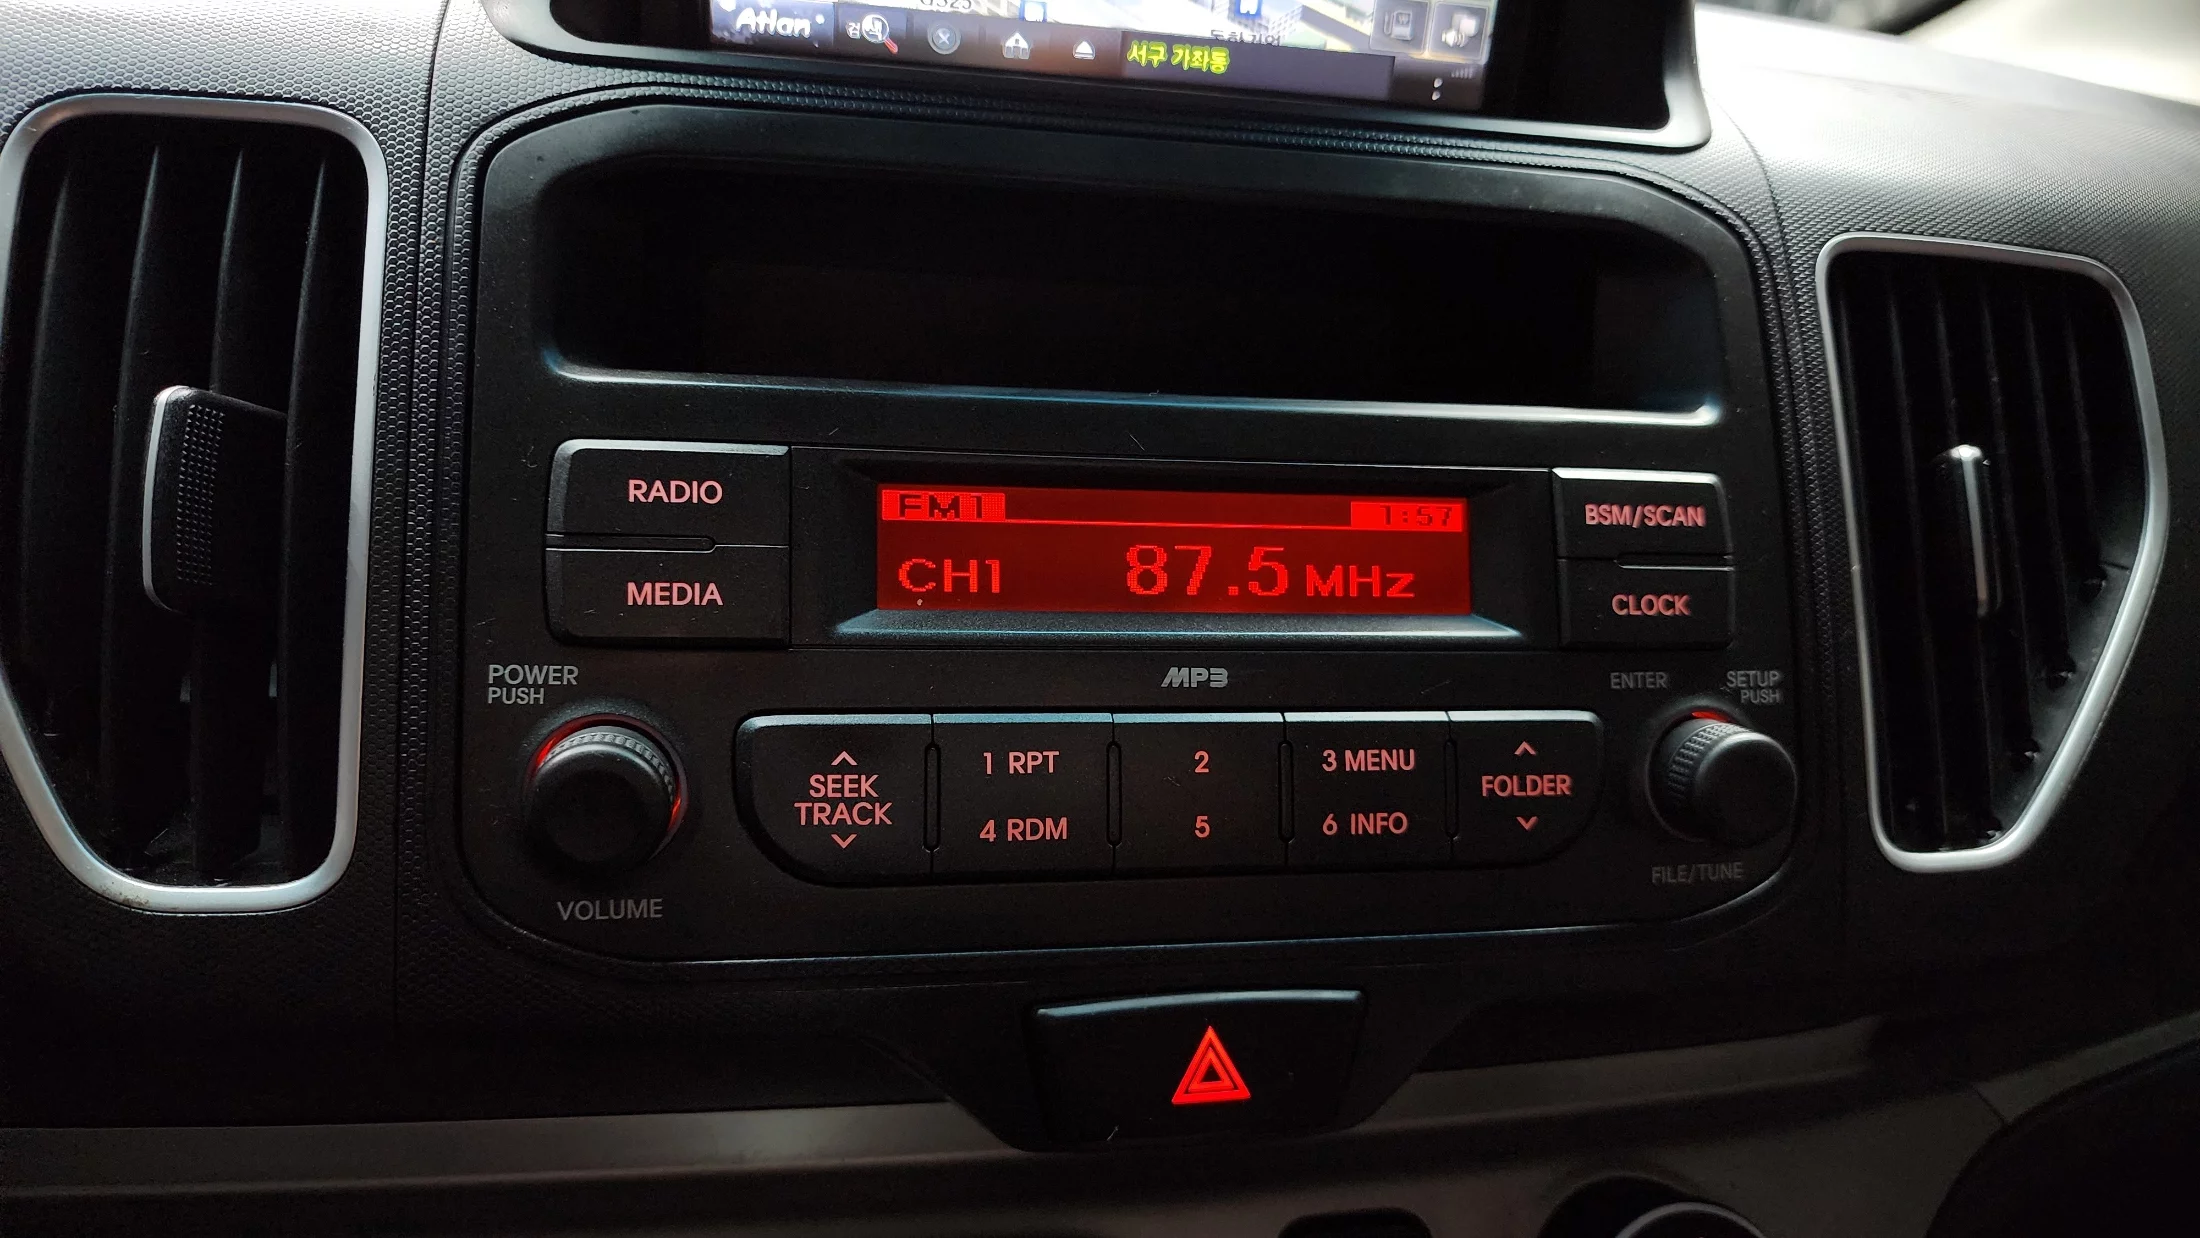 Atlan
검색
서구 가좌동
RADIO
MEDIA
FM1
1:57
CH1 87.5 MHz
BSM/SCAN
CLOCK
POWER
PUSH
MP3
ENTER
SETUP
PUSH
SEEK
TRACK
1 RPT
2
3 MENU
4 RDM
5
6 INFO
FOLDER
VOLUME
FILE/TUNE